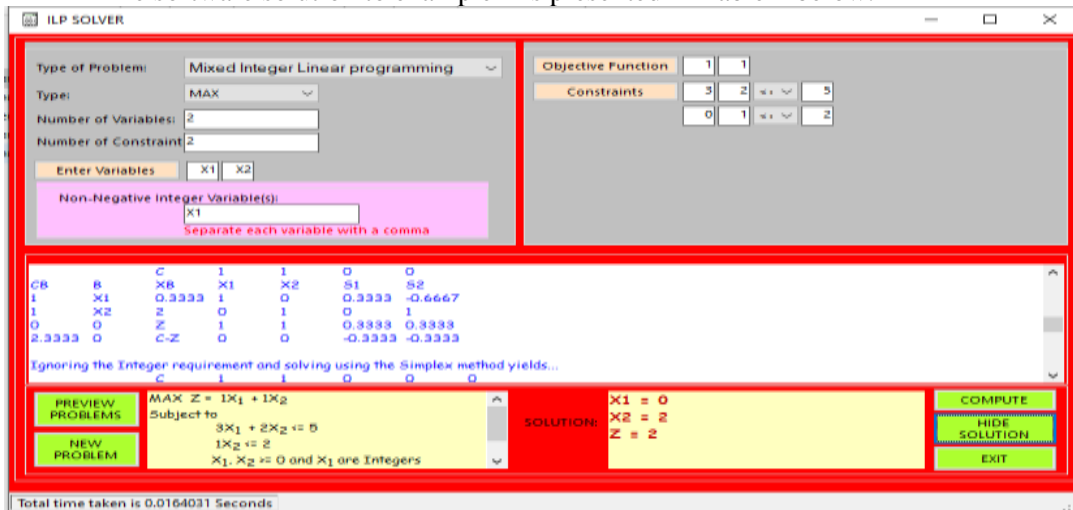 ILP SOLVER
Type of Problem: Mixed Integer Linear programming
Type: MAX
Number of Variables: 2
Number of Constraint 2
Enter Variables X1 X2
Non-Negative Integer Variable(s):
X1
Separate each variable with a comma
Objective Function 1 1
Constraints 3 2 <= 5
0 1 <= 2
C 1 1 0 0
CB B XB X1 X2 S1 S2
1 X1 0.3333 1 0 0.3333 -0.6667
1 X2 2 0 1 0 1
0 0 Z 1 1 0.3333 0.3333
2.3333 0 C-Z 0 0 -0.3333 -0.3333
Ignoring the Integer requirement and solving using the Simplex method yields...
C 1 1 0 0 0
PREVIEW PROBLEMS
NEW PROBLEM
MAX Z = 1X₁ + 1X₂
Subject to
3X₁ + 2X₂ <= 5
1X₂ <= 2
X₁, X₂ >= 0 and X₁ are Integers
SOLUTION:
X1 = 0
X2 = 2
Z = 2
COMPUTE
HIDE SOLUTION
EXIT
Total time taken is 0.0164031 Seconds